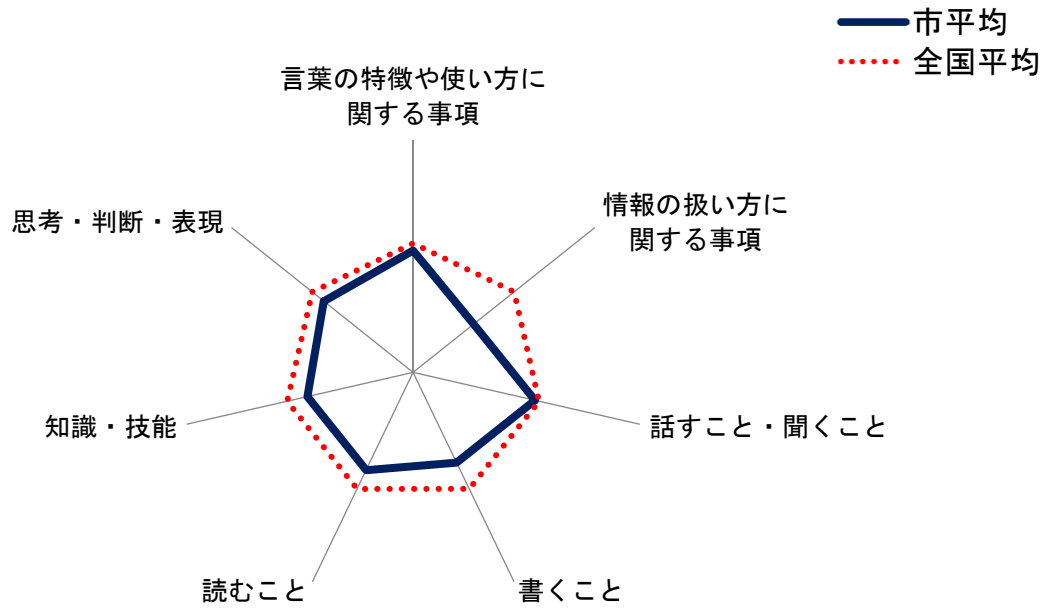 市平均
全国平均
言葉の特徴や使い方に
関する事項
情報の扱い方に
関する事項
思考・判断・表現
話すこと・聞くこと
知識・技能
読むこと
書くこと